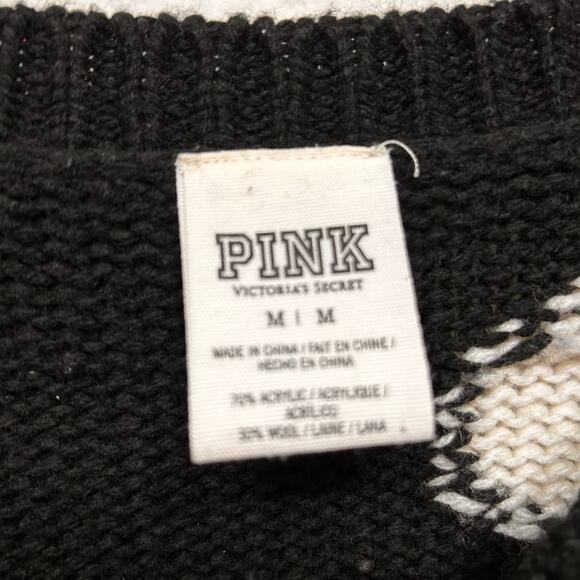 PINK
VICTORIA'S SECRET
M | M
MADE IN CHINA / FAIT EN CHINE /
HECHO EN CHINA
70% ACRYLIC / ACRYLIQUE /
ACRILICO
30% WOOL / LAINE / LANA